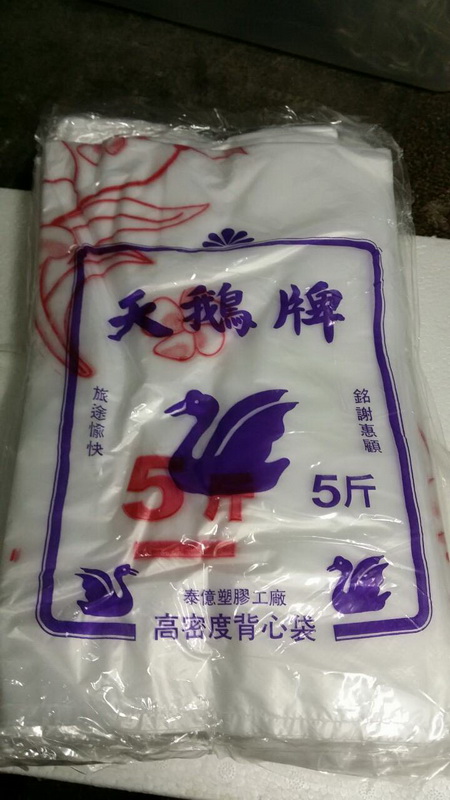 天鵝牌
旅途愉快
銘謝惠顧
5斤
5斤
泰億塑膠工廠
高密度背心袋